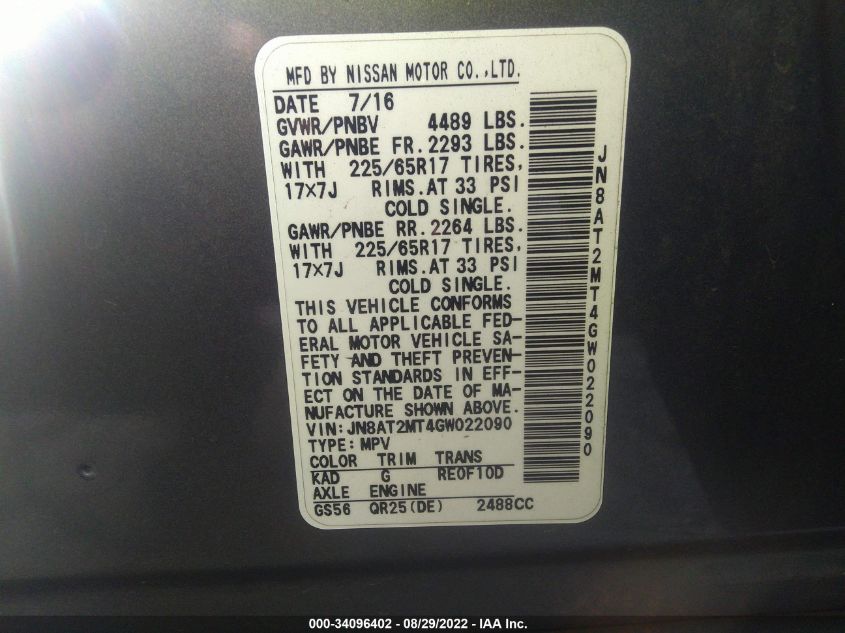 MFD BY NISSAN MOTOR CO.,LTD.
DATE 7/16
GVWR/PNBV 4489 LBS.
GAWR/PNBE FR. 2293 LBS.
WITH 225/65R17 TIRES,
17X7J RIMS.AT 33 PSI
COLD SINGLE.
GAWR/PNBE RR. 2264 LBS.
WITH 225/65R17 TIRES,
17X7J RIMS.AT 33 PSI
COLD SINGLE.
THIS VEHICLE CONFORMS
TO ALL APPLICABLE FED-
ERAL MOTOR VEHICLE SA-
FETY AND THEFT PREVEN-
TION STANDARDS IN EFF-
ECT ON THE DATE OF MA-
NUFACTURE SHOWN ABOVE.
VIN:JN8AT2MT4GW022090
TYPE:MPV
COLOR TRIM TRANS
KAD G RE0F10D
AXLE ENGINE
GS56 QR25(DE) 2488CC
JN8AT2MT4GW022090
000-34096402 - 08/29/2022 - IAA Inc.